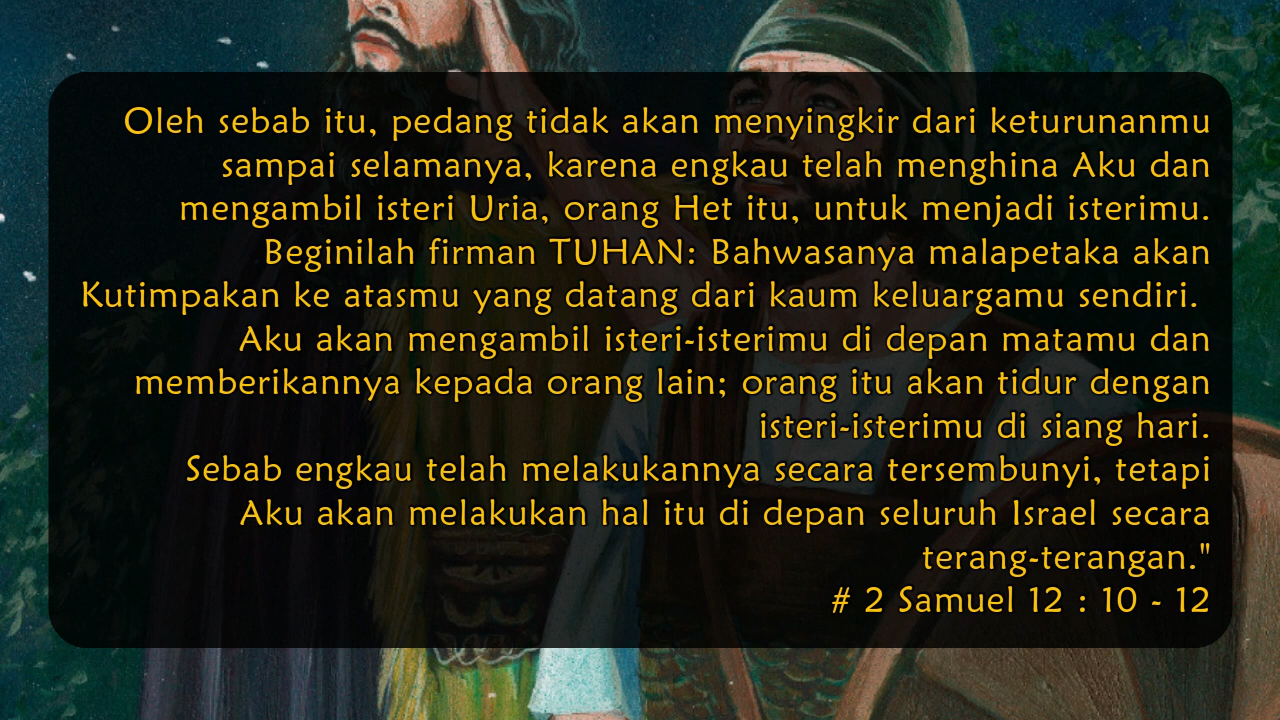 Oleh sebab itu, pedang tidak akan menyingkir dari keturunanmu
sampai selamanya, karena engkau telah menghina Aku dan
mengambil isteri Uria, orang Het itu, untuk menjadi isterimu.
Beginilah firman TUHAN: Bahwasanya malapetaka akan
Kutimpakan ke atasmu yang datang dari kaum keluargamu sendiri.
Aku akan mengambil isteri-isterimu di depan matamu dan
memberikannya kepada orang lain; orang itu akan tidur dengan
isteri-isterimu di siang hari.
Sebab engkau telah melakukannya secara tersembunyi, tetapi
Aku akan melakukan hal itu di depan seluruh Israel secara
terang-terangan."
# 2 Samuel 12 : 10 - 12